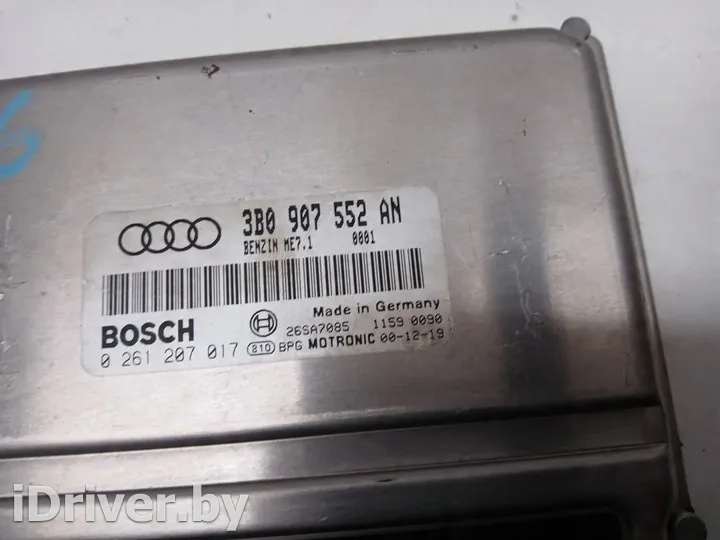 3B0 907 552 AN
BENZIN ME7.1 0001
Made in Germany
BOSCH 26SA7085 1159 0090
0 261 207 017 810 BPG MOTRONIC 00-12-19
iDriver.by